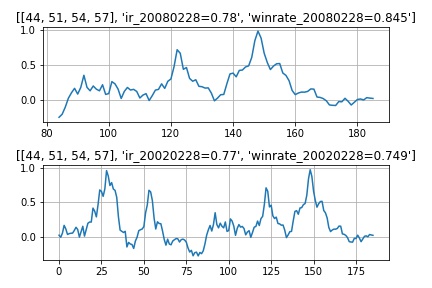 [[44, 51, 54, 57], 'ir_20080228=0.78', 'winrate_20080228=0.845']
1.0
0.5
0.0
80 100 120 140 160 180
[[44, 51, 54, 57], 'ir_20020228=0.77', 'winrate_20020228=0.749']
1.0
0.5
0.0
0 25 50 75 100 125 150 175